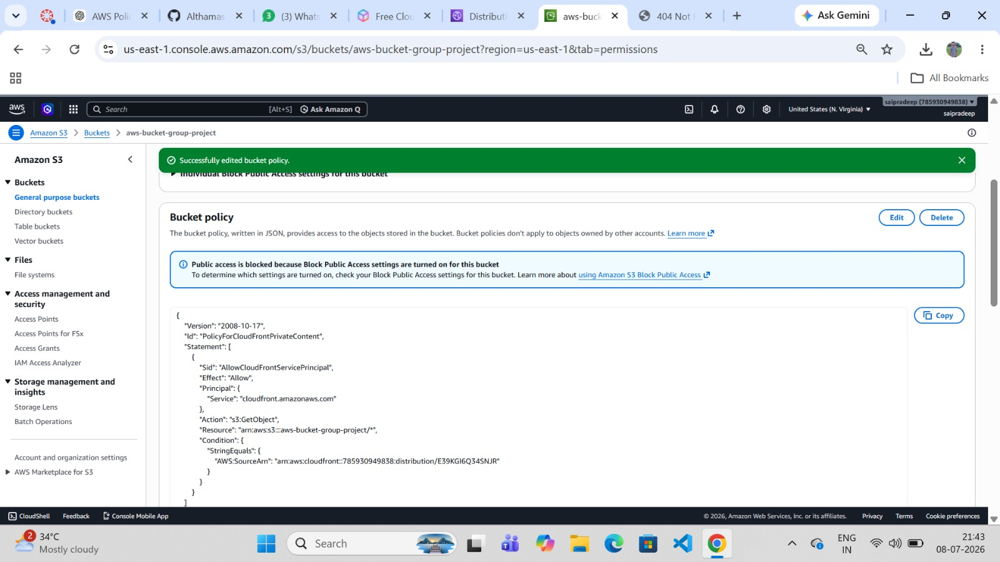 AWS Polic
Althamas
(3) Whats
Free Clou
Distributi
aws-buck
404 Not
Ask Gemini
us-east-1.console.aws.amazon.com/s3/buckets/aws-bucket-group-project?region=us-east-1&tab=permissions
All Bookmarks
aws
Search
[Alt+S]
Ask Amazon Q
United States (N. Virginia)
saipradeep (785930949838)
saipradeep
Amazon S3
Buckets
aws-bucket-group-project
Amazon S3
Buckets
General purpose buckets
Directory buckets
Table buckets
Vector buckets
Files
File systems
Access management and
security
Access Points
Access Points for FSx
Access Grants
IAM Access Analyzer
Storage management and
insights
Storage Lens
Batch Operations
Account and organization settings
AWS Marketplace for S3
Successfully edited bucket policy.
Individual Block Public Access settings for this bucket
Bucket policy
Edit
Delete
The bucket policy, written in JSON, provides access to the objects stored in the bucket. Bucket policies don't apply to objects owned by other accounts. Learn more
Public access is blocked because Block Public Access settings are turned on for this bucket
To determine which settings are turned on, check your Block Public Access settings for this bucket. Learn more about using Amazon S3 Block Public Access
Copy
{
"Version": "2008-10-17",
"Id": "PolicyForCloudFrontPrivateContent",
"Statement": [
{
"Sid": "AllowCloudFrontServicePrincipal",
"Effect": "Allow",
"Principal": {
"Service": "cloudfront.amazonaws.com"
},
"Action": "s3:GetObject",
"Resource": "arn:aws:s3:::aws-bucket-group-project/*",
"Condition": {
"StringEquals": {
"AWS:SourceArn": "arn:aws:cloudfront::785930949838:distribution/E39KGI6Q34SNJR"
}
}
}
]
CloudShell
Feedback
Console Mobile App
© 2026, Amazon Web Services, Inc. or its affiliates.
Privacy
Terms
Cookie preferences
2
34°C
Mostly cloudy
Search
ENG
IN
21:43
08-07-2026